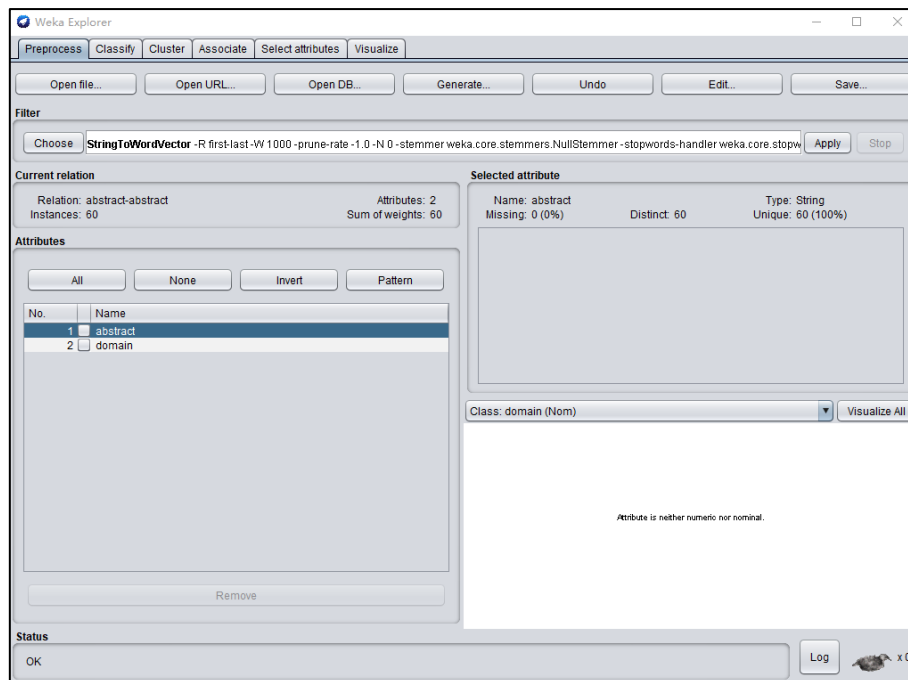 Weka Explorer
Preprocess Classify Cluster Associate Select attributes Visualize
Open file... Open URL... Open DB... Generate... Undo Edit... Save...
Filter
Choose StringToWordVector -R first-last -W 1000 -prune-rate -1.0 -N 0 -stemmer weka.core.stemmers.NullStemmer -stopwords-handler weka.core.stopw Apply Stop
Current relation
Relation: abstract-abstract Attributes: 2
Instances: 60 Sum of weights: 60
Selected attribute
Name: abstract Type: String
Missing: 0 (0%) Distinct: 60 Unique: 60 (100%)
Attributes
All None Invert Pattern
No. Name
1 abstract
2 domain
Remove
Class: domain (Nom) Visualize All
Attribute is neither numeric nor nominal.
Status
OK
Log x 0